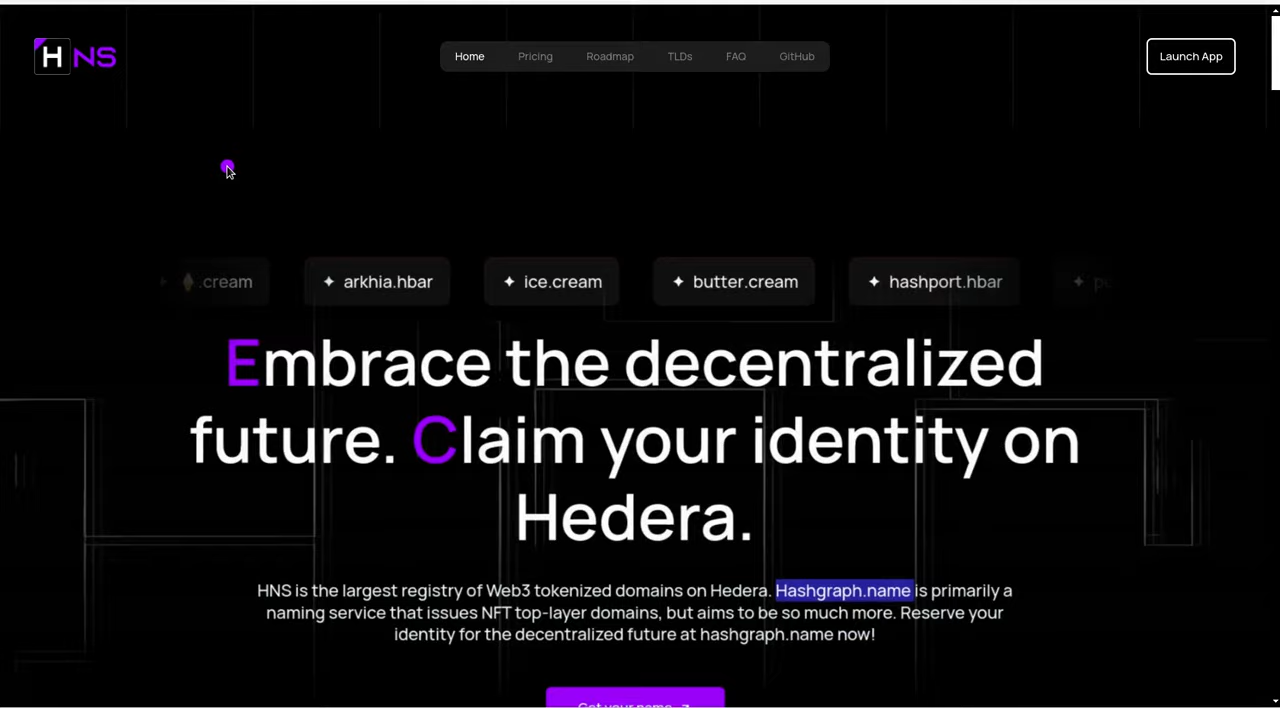 HNS
Home Pricing Roadmap TLDs FAQ GitHub
Launch App
.cream arkhia.hbar ice.cream butter.cream hashport.hbar
Embrace the decentralized
future. Claim your identity on
Hedera.
HNS is the largest registry of Web3 tokenized domains on Hedera. Hashgraph.name is primarily a
naming service that issues NFT top-layer domains, but aims to be so much more. Reserve your
identity for the decentralized future at hashgraph.name now!
Get your name